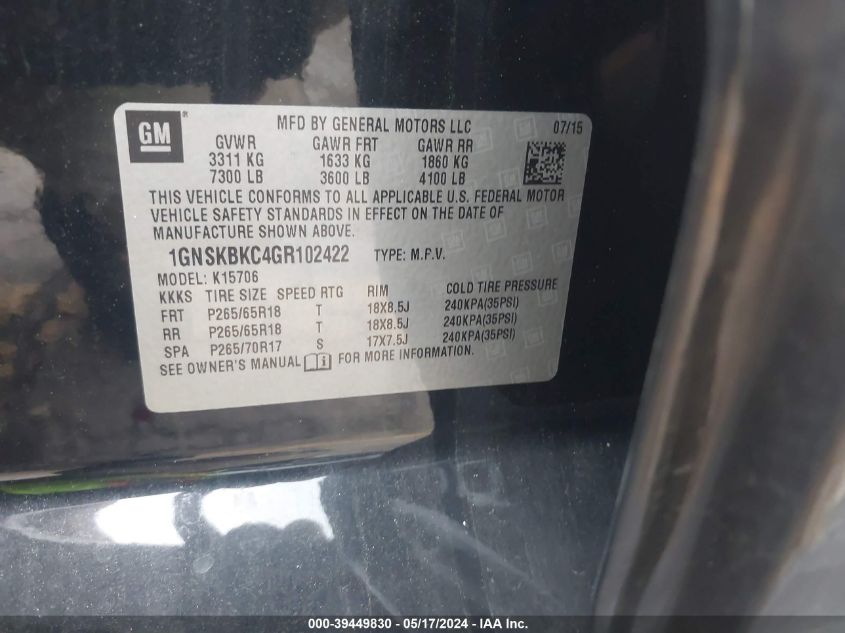 GM ®
MFD BY GENERAL MOTORS LLC 07/15
GVWR GAWR FRT GAWR RR
3311 KG 1633 KG 1860 KG
7300 LB 3600 LB 4100 LB
THIS VEHICLE CONFORMS TO ALL APPLICABLE U.S. FEDERAL MOTOR
VEHICLE SAFETY STANDARDS IN EFFECT ON THE DATE OF
MANUFACTURE SHOWN ABOVE.
1GNSKBKC4GR102422 TYPE: M.P.V.
MODEL: K15706
KKKS TIRE SIZE SPEED RTG RIM COLD TIRE PRESSURE
FRT P265/65R18 T 18X8.5J 240KPA(35PSI)
RR P265/65R18 T 18X8.5J 240KPA(35PSI)
SPA P265/70R17 S 17X7.5J 240KPA(35PSI)
SEE OWNER'S MANUAL i FOR MORE INFORMATION.
000-39449830 - 05/17/2024 - IAA Inc.